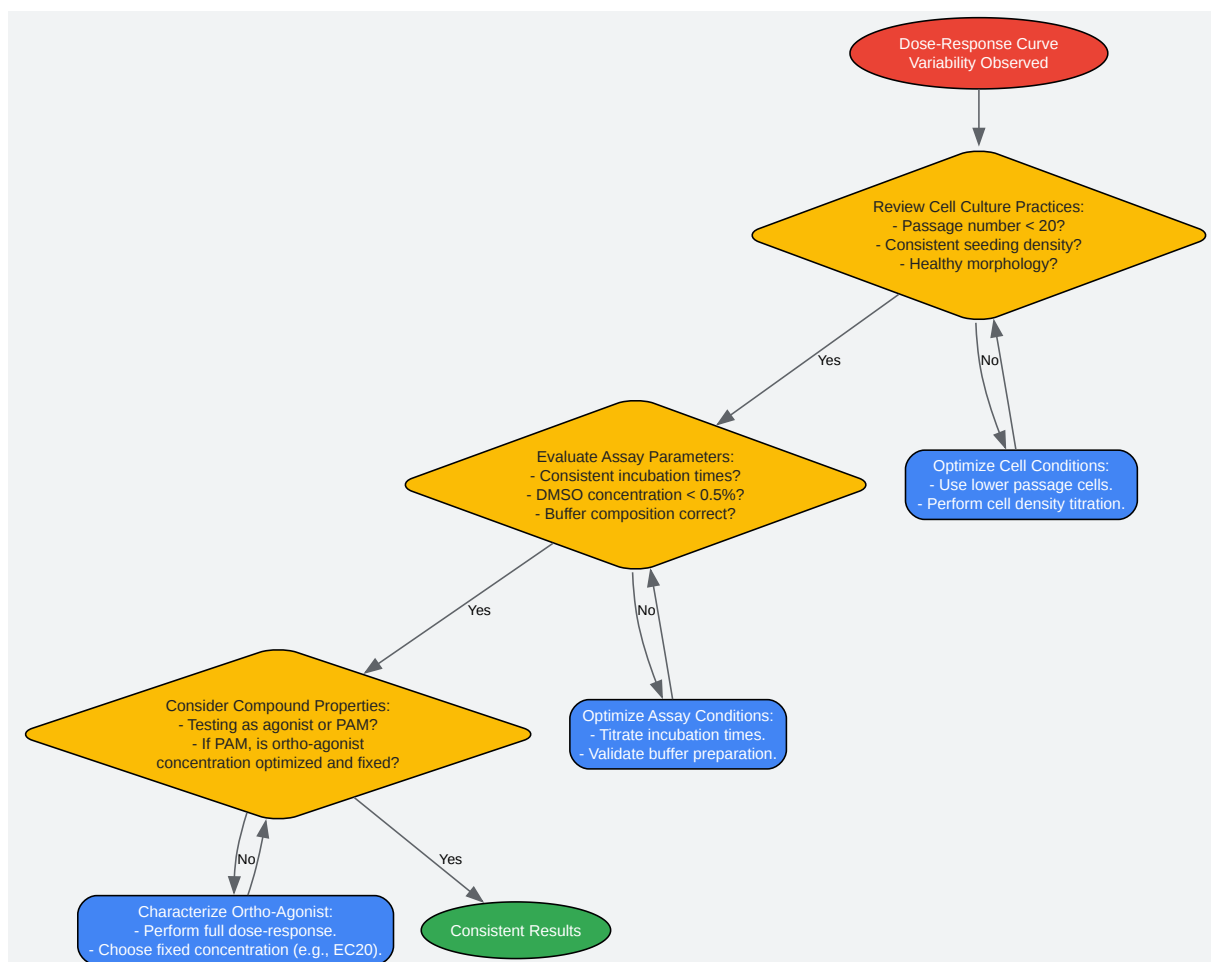 Dose-Response Curve
Variability Observed
Review Cell Culture Practices:
- Passage number < 20?
- Consistent seeding density?
- Healthy morphology?
Yes
No
Evaluate Assay Parameters:
- Consistent incubation times?
- DMSO concentration < 0.5%?
- Buffer composition correct?
Optimize Cell Conditions:
- Use lower passage cells.
- Perform cell density titration.
Yes
No
Consider Compound Properties:
- Testing as agonist or PAM?
- If PAM, is ortho-agonist
concentration optimized and fixed?
Optimize Assay Conditions:
- Titrate incubation times.
- Validate buffer preparation.
No
Yes
Characterize Ortho-Agonist:
- Perform full dose-response.
- Choose fixed concentration (e.g., EC20).
Consistent Results